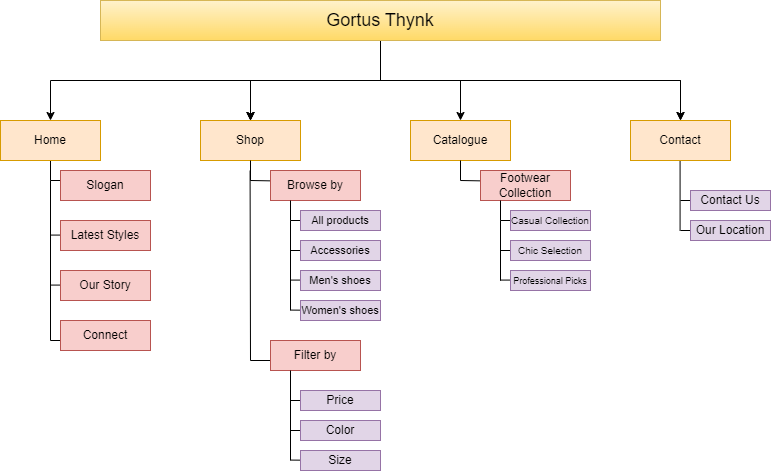 Gortus Thynk
Home
Shop
Catalogue
Contact
Slogan
Latest Styles
Our Story
Connect
Browse by
All products
Accessories
Men's shoes
Women's shoes
Filter by
Price
Color
Size
Footwear
Collection
Casual Collection
Chic Selection
Professional Picks
Contact Us
Our Location